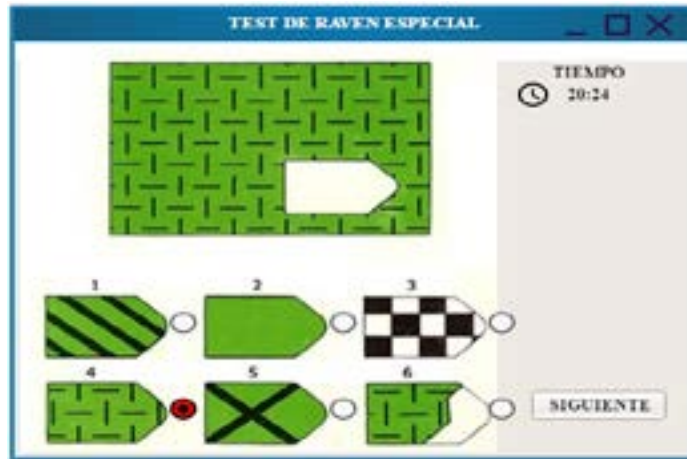 TEST DE RAVEN ESPECIAL
TIEMPO
20:24
1 2 3
4 5 6
SIGUIENTE